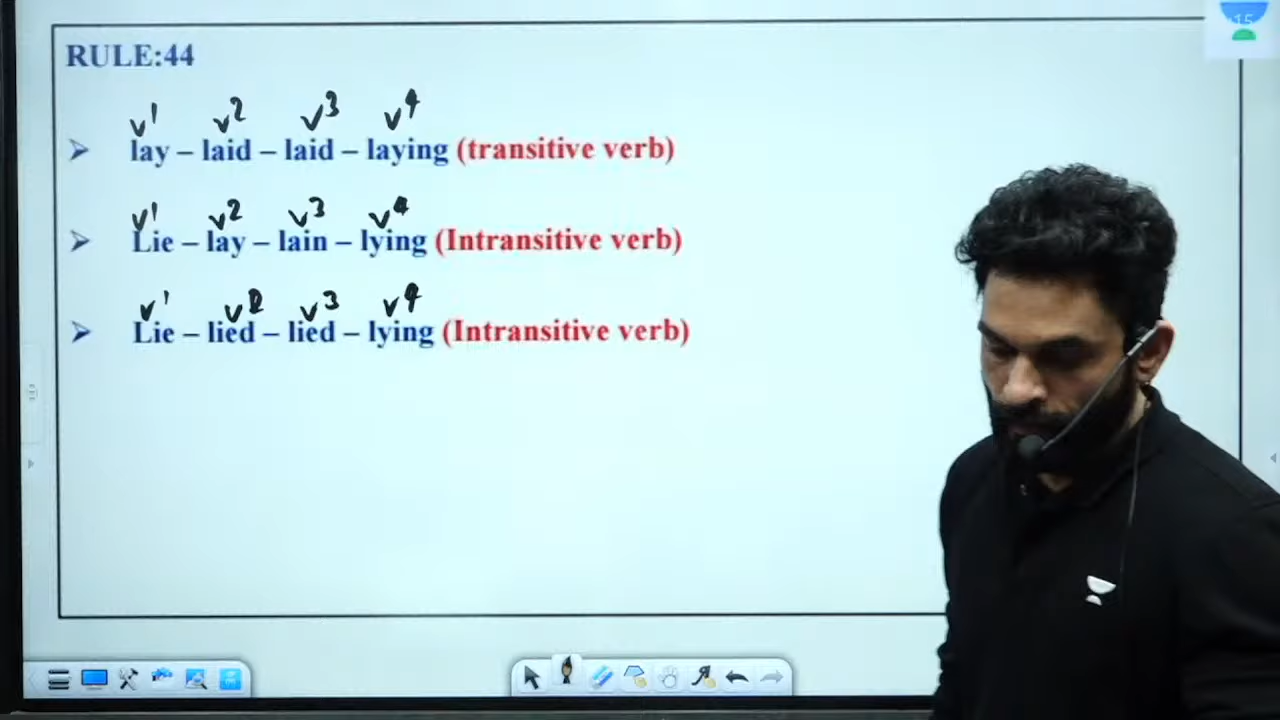 RULE:44
v1 v2 v3 v4
➢ lay – laid – laid – laying (transitive verb)
v1 v2 v3 v4
➢ Lie – lay – lain – lying (Intransitive verb)
v1 v2 v3 v4
➢ Lie – lied – lied – lying (Intransitive verb)